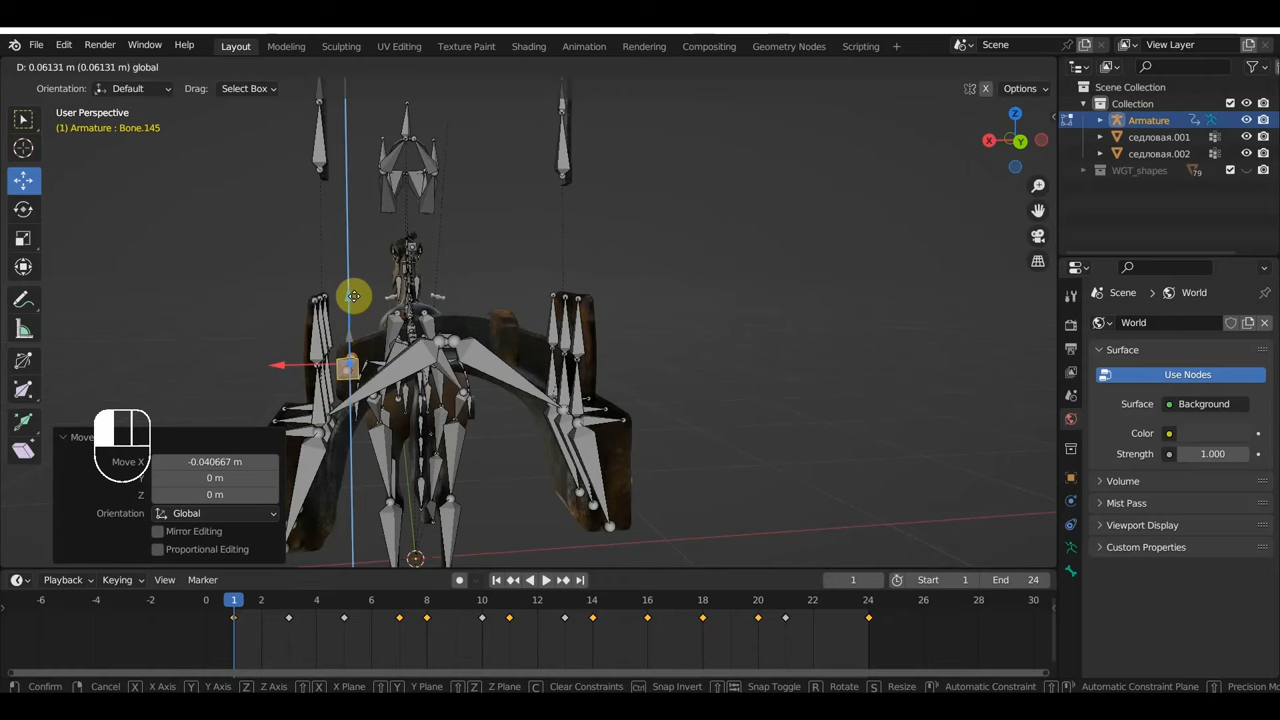 File Edit Render Window Help Layout Modeling Sculpting UV Editing Texture Paint Shading Animation Rendering Compositing Geometry Nodes Scripting + Scene View Layer
D: 0.06131 m (0.06131 m) global
Orientation: Default Drag: Select Box X Options
User Perspective
(1) Armature : Bone.145
Scene Collection
Collection
Armature
седловая.001
седловая.002
WGT_shapes 79
X Y Z
Scene World
World
Surface
Use Nodes
Surface Background
Color
Strength 1.000
Volume
Mist Pass
Viewport Display
Custom Properties
Move
Move X -0.040667 m
Y 0 m
Z 0 m
Orientation Global
Mirror Editing
Proportional Editing
Playback Keying View Marker 1 Start 1 End 24
-6 -4 -2 0 1 2 4 6 8 10 12 14 16 18 20 22 24 26 28 30
Confirm Cancel X X Axis Y Y Axis Z Z Axis X X Plane Y Y Plane Z Z Plane C Clear Constraints Ctrl Snap Invert Snap Toggle R Rotate S Resize Automatic Constraint Automatic Constraint Plane Precision Mo